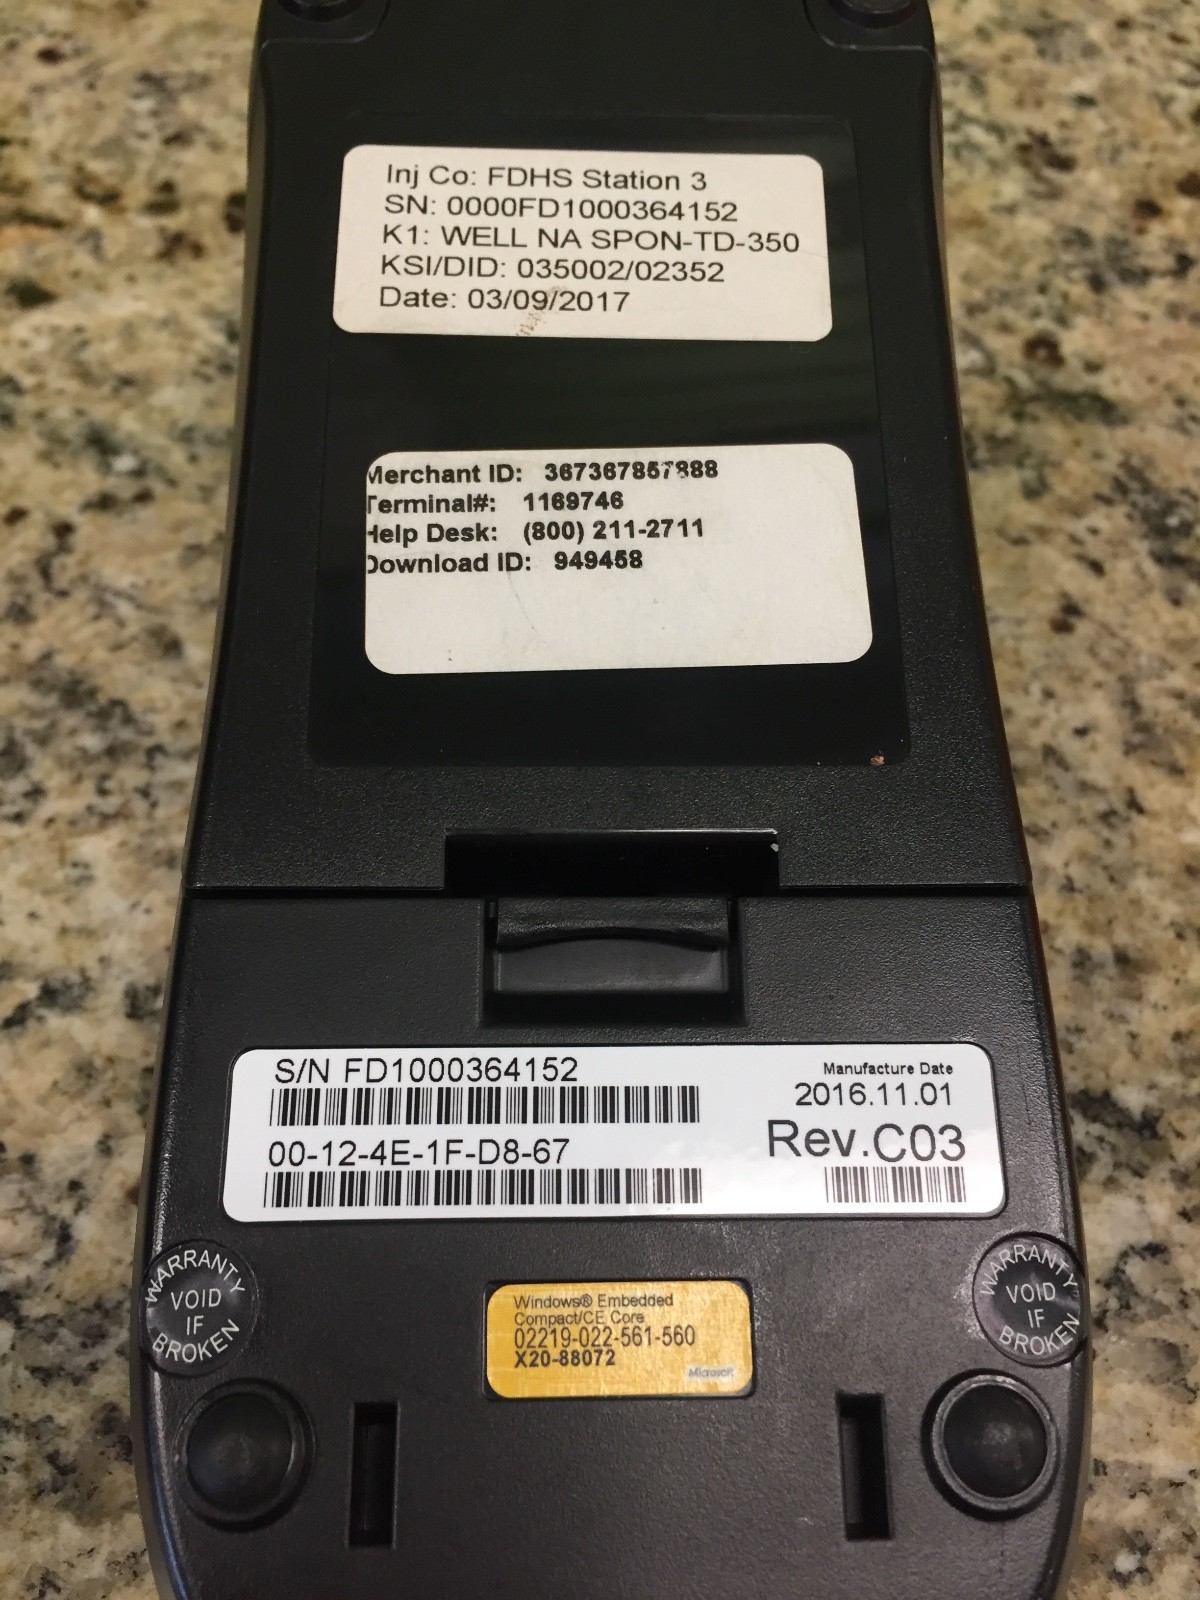 Inj Co: FDHS Station 3
SN: 0000FD1000364152
K1: WELL NA SPON-TD-350
KSI/DID: 035002/02352
Date: 03/09/2017
Merchant ID: 367367857888
Terminal#: 1169746
Help Desk: (800) 211-2711
Download ID: 949458
S/N FD1000364152
00-12-4E-1F-D8-67
Manufacture Date
2016.11.01
Rev.C03
WARRANTY
VOID
IF
BROKEN
Windows® Embedded
Compact/CE Core
02219-022-561-560
X20-88072
Microsoft
WARRANTY
VOID
IF
BROKEN